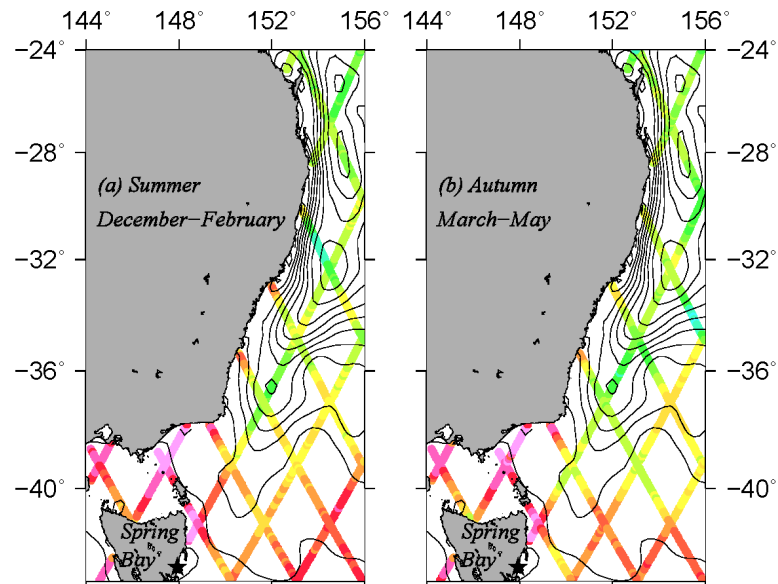 144° 148° 152° 156° 144° 148° 152° 156°
−24° −24°
−28° −28°
−32° −32°
−36° −36°
−40° −40°
(a) Summer
December−February
(b) Autumn
March−May
Spring
Bay
Spring
Bay